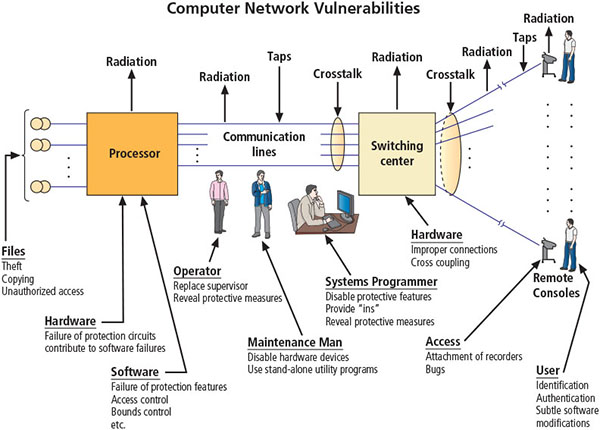 Computer Network Vulnerabilities
Radiation
Taps
Radiation
Radiation
Taps
Radiation
Radiation
Crosstalk
Crosstalk
Processor
Communication
lines
Switching
center
Files
Theft
Copying
Unauthorized access
Operator
Replace supervisor
Reveal protective measures
Systems Programmer
Disable protective features
Provide “ins”
Reveal protective measures
Hardware
Improper connections
Cross coupling
Remote
Consoles
Hardware
Failure of protection circuits
contribute to software failures
Maintenance Man
Disable hardware devices
Use stand-alone utility programs
Access
Attachment of recorders
Bugs
Software
Failure of protection features
Access control
Bounds control
etc.
User
Identification
Authentication
Subtle software
modifications